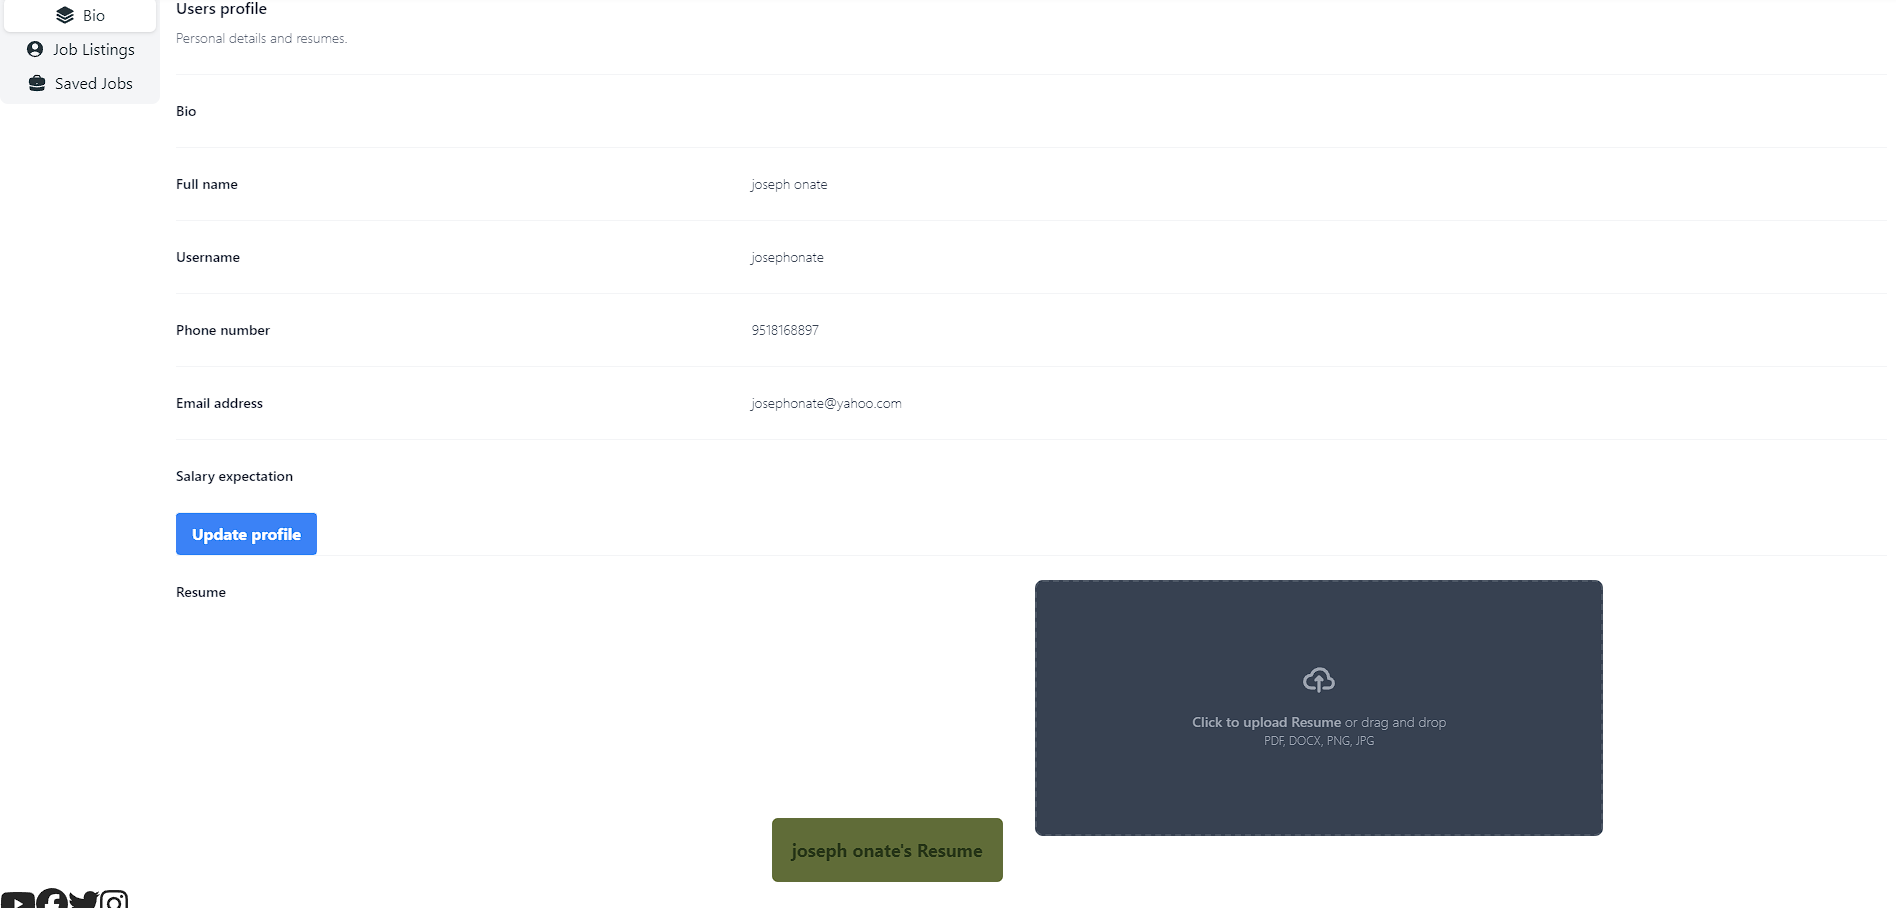 Bio
Job Listings
Saved Jobs
Users profile
Personal details and resumes.
Bio
Full name
joseph onate
Username
josephonate
Phone number
9518168897
Email address
josephonate@yahoo.com
Salary expectation
Update profile
Resume
Click to upload Resume or drag and drop
PDF, DOCX, PNG, JPG
joseph onate's Resume